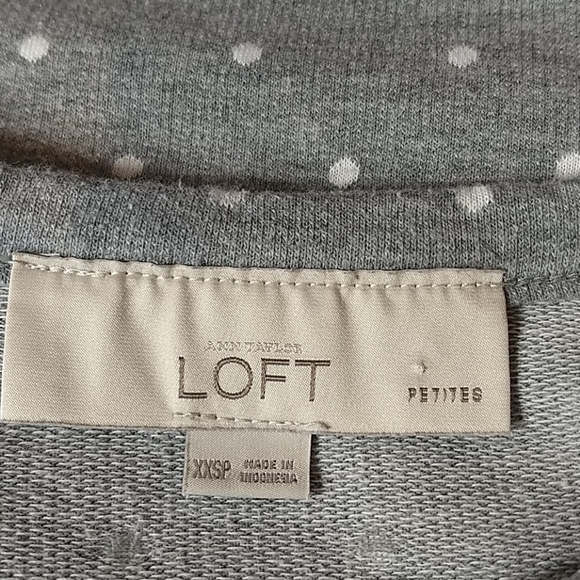 ANN TAYLOR
LOFT
PETITES
XXSP
MADE IN
INDONESIA